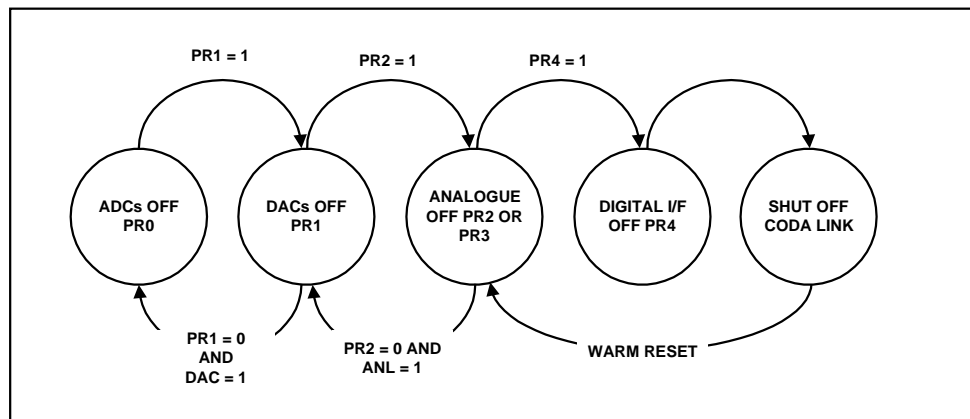 PR1 = 1
PR2 = 1
PR4 = 1
ADCs OFF
PR0
DACs OFF
PR1
ANALOGUE
OFF PR2 OR
PR3
DIGITAL I/F
OFF PR4
SHUT OFF
CODA LINK
PR1 = 0
AND
DAC = 1
PR2 = 0 AND
ANL = 1
WARM RESET